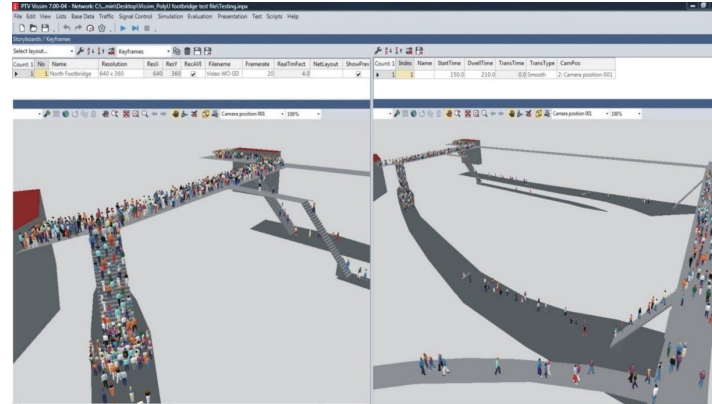 PTV Vissim 7.00-04 - Network: C:\...min\Desktop\Vissim_PolyU footbridge test file\Testing.inpx
File Edit View Lists Base Data Traffic Signal Control Simulation Evaluation Presentation Test Scripts Help
Storyboards / Keyframes
Select layout... Keyframes
Count: 1 No Name Resolution ResX ResY RecAVI Filename Framerate RealTimFact NetLayout ShowPrev
1 1 North Footbridge 640 x 360 640 360 Video WO GD 20 4.0
Count: 1 Index Name StartTime DwellTime TransTime TransType CamPos
1 1 150.0 210.0 0.0 Smooth 2: Camera position 001
Camera position 001 100%
Camera position 001 100%